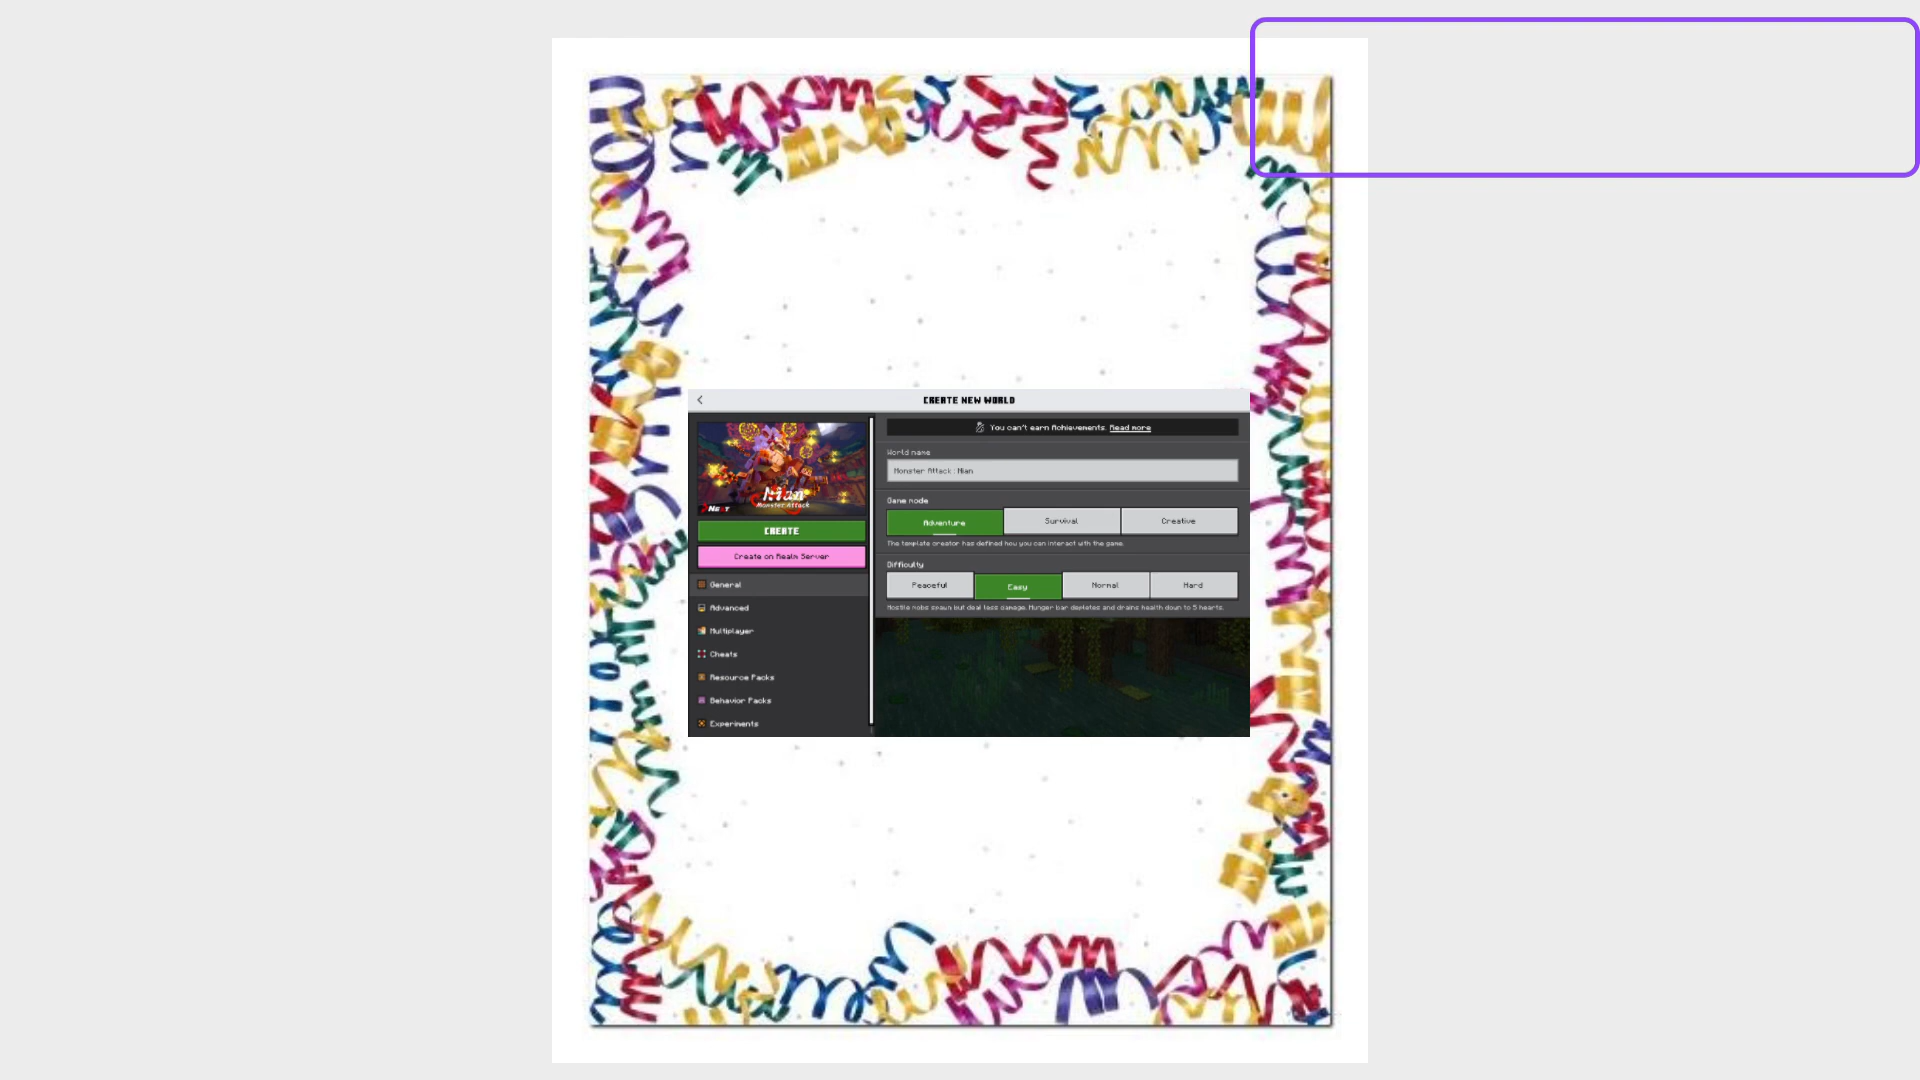 CREATE NEW WORLD
Nian
Monster Attack
CREATE
Create on Realm Server
General
Advanced
Multiplayer
Cheats
Resource Packs
Behavior Packs
Experiments
You can't earn Achievements. Read more
World name
Monster Attack : Nian
Game mode
Adventure
Survival
Creative
The template creator has defined how you can interact with the game.
Difficulty
Peaceful
Easy
Normal
Hard
Hostile mobs spawn but deal less damage. Hunger bar depletes and drains health down to 5 hearts.